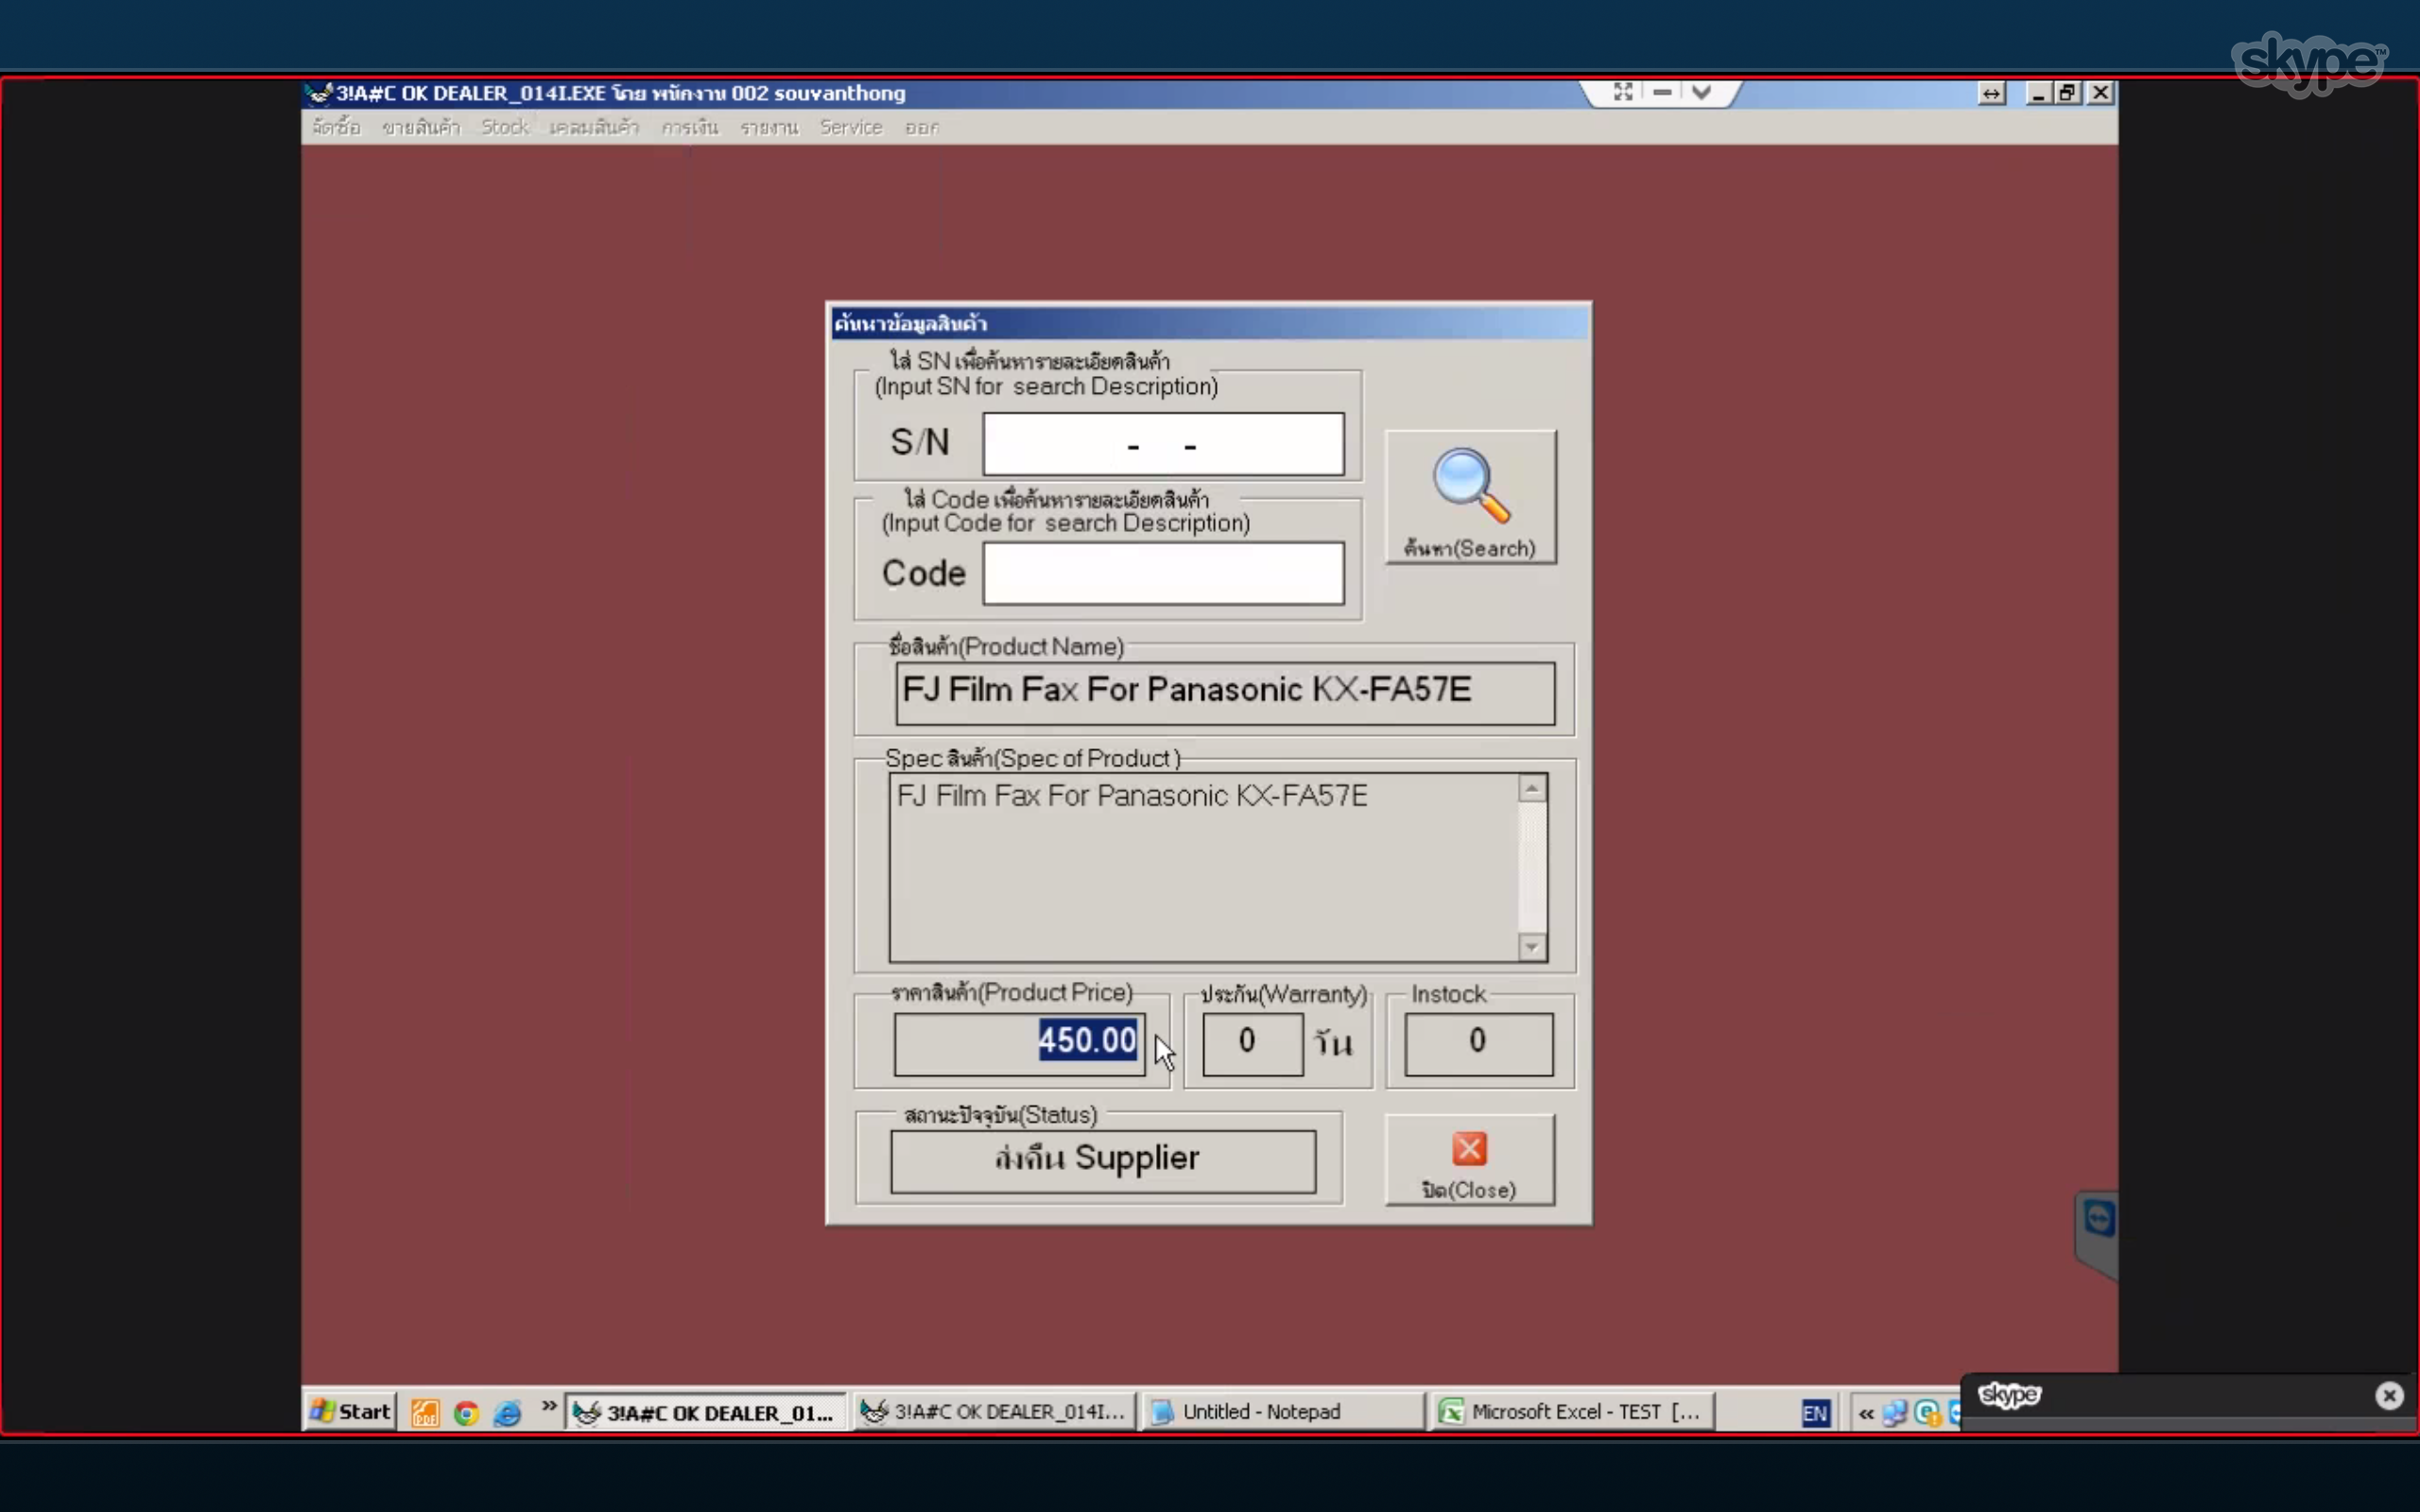 skype™
3!A#C OK DEALER_014I.EXE โดย พนักงาน 002 souvanthong
จัดซื้อ ขายสินค้า Stock เคลมสินค้า การเงิน รายงาน Service ออก
ค้นหาข้อมูลสินค้า
ใส่ SN เพื่อค้นหารายละเอียดสินค้า
(Input SN for search Description)
S/N - -
ใส่ Code เพื่อค้นหารายละเอียดสินค้า
(Input Code for search Description)
Code
ค้นหา(Search)
ชื่อสินค้า(Product Name)
FJ Film Fax For Panasonic KX-FA57E
Spec สินค้า(Spec of Product )
FJ Film Fax For Panasonic KX-FA57E
ราคาสินค้า(Product Price) ประกัน(Warranty) Instock
450.00 0 วัน 0
สถานะปัจจุบัน(Status)
ส่งคืน Supplier
ปิด(Close)
Start » 3!A#C OK DEALER_01... 3!A#C OK DEALER_014I... Untitled - Notepad Microsoft Excel - TEST [... EN «
skype